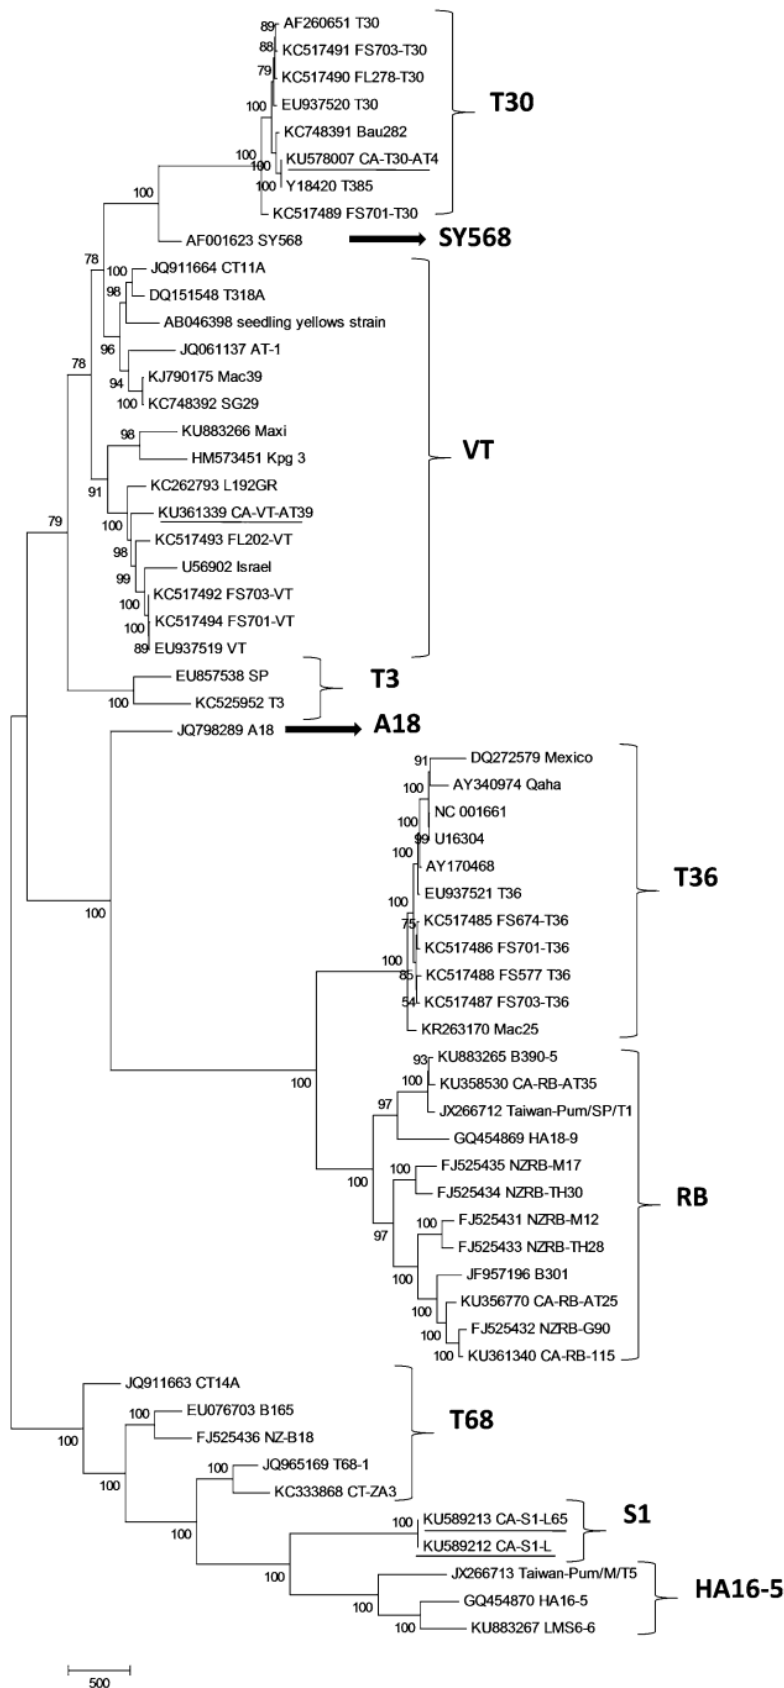 89 AF260651 T30
88 KC517491 FS703-T30
79 KC517490 FL278-T30
100 EU937520 T30
T30
KC748391 Bau282
100
100 KU578007 CA-T30-AT4
100 Y18420 T385
100
KC517489 FS701-T30
AF001623 SY568
SY568
78
100 JQ911664 CT11A
98
DQ151548 T318A
AB046398 seedling yellows strain
96
JQ061137 AT-1
78
94 KJ790175 Mac39
100 KC748392 SG29
98 KU883266 Maxi
VT
HM573451 Kpg 3
91
KC262793 L192GR
100 KU361339 CA-VT-AT39
79
98 KC517493 FL202-VT
99 U56902 Israel
100 KC517492 FS703-VT
100 KC517494 FS701-VT
89 EU937519 VT
EU857538 SP
T3
100 KC525952 T3
JQ798289 A18
A18
91 DQ272579 Mexico
100 AY340974 Qaha
100 NC 001661
99 U16304
100
AY170468
T36
100 EU937521 T36
75 KC517485 FS674-T36
KC517486 FS701-T36
100
85 KC517488 FS577 T36
54 KC517487 FS703-T36
100
KR263170 Mac25
93 KU883265 B390-5
100
100 KU358530 CA-RB-AT35
97
JX266712 Taiwan-Pum/SP/T1
GQ454869 HA18-9
100 FJ525435 NZRB-M17
100
FJ525434 NZRB-TH30
RB
100 FJ525431 NZRB-M12
97
FJ525433 NZRB-TH28
100 JF957196 B301
100 KU356770 CA-RB-AT25
100 FJ525432 NZRB-G90
100 KU361340 CA-RB-115
JQ911663 CT14A
100 EU076703 B165
T68
100
FJ525436 NZ-B18
100 JQ965169 T68-1
100
KC333868 CT-ZA3
100
100 KU589213 CA-S1-L65
S1
KU589212 CA-S1-L
100
JX266713 Taiwan-Pum/M/T5
HA16-5
100 GQ454870 HA16-5
100 KU883267 LMS6-6
500